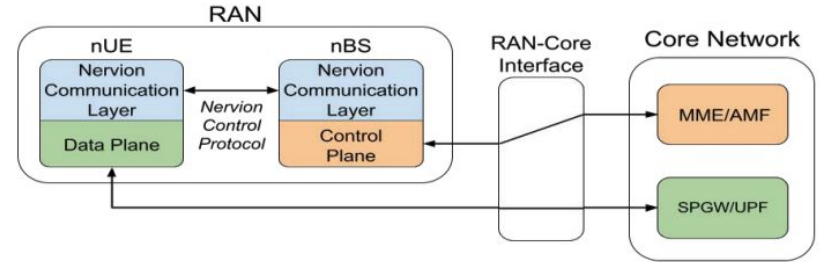 RAN
nUE
Nervion
Communication
Layer
Data Plane
Nervion
Control
Protocol
nBS
Nervion
Communication
Layer
Control
Plane
RAN-Core
Interface
Core Network
MME/AMF
SPGW/UPF